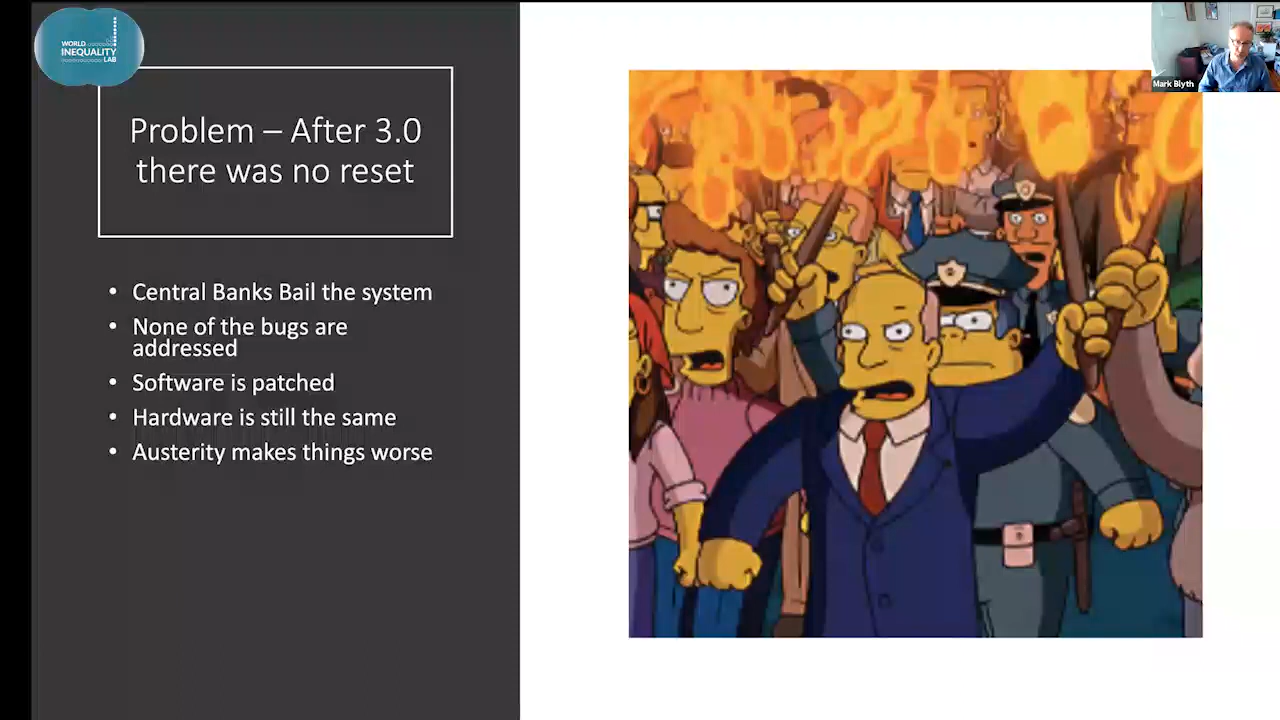 WORLD
INEQUALITY
LAB
Problem – After 3.0
there was no reset
• Central Banks Bail the system
• None of the bugs are
addressed
• Software is patched
• Hardware is still the same
• Austerity makes things worse
Mark Blyth